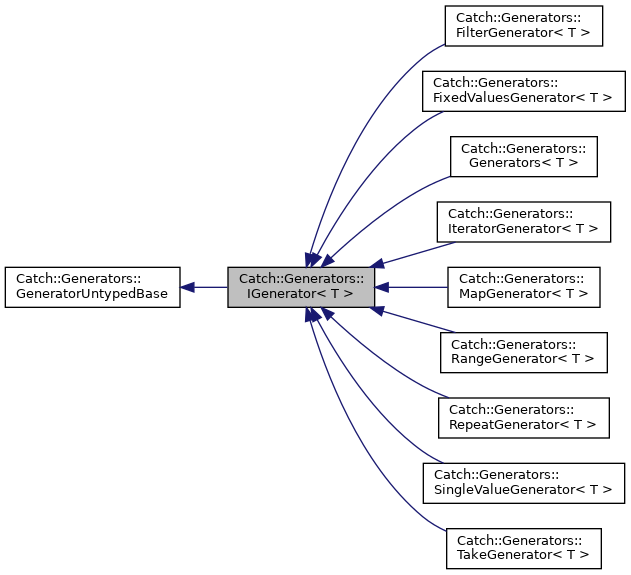 Catch::Generators::
FilterGenerator< T >
Catch::Generators::
FixedValuesGenerator< T >
Catch::Generators::
Generators< T >
Catch::Generators::
IteratorGenerator< T >
Catch::Generators::
GeneratorUntypedBase
Catch::Generators::
IGenerator< T >
Catch::Generators::
MapGenerator< T >
Catch::Generators::
RangeGenerator< T >
Catch::Generators::
RepeatGenerator< T >
Catch::Generators::
SingleValueGenerator< T >
Catch::Generators::
TakeGenerator< T >